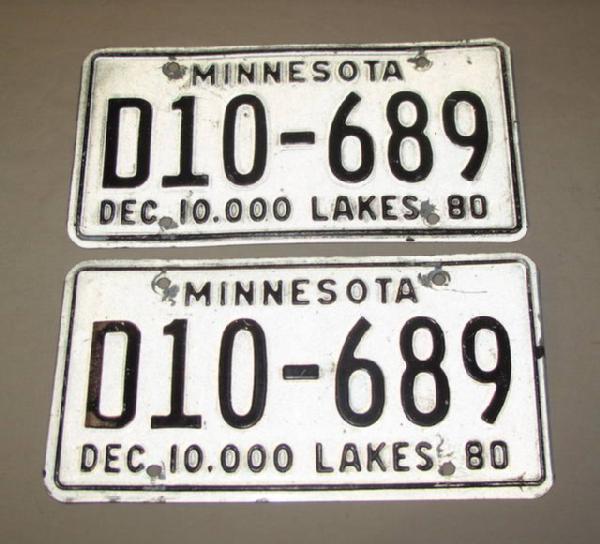 MINNESOTA
D10-689
DEC 10.000 LAKES 80
MINNESOTA
D10-689
DEC 10.000 LAKES 80